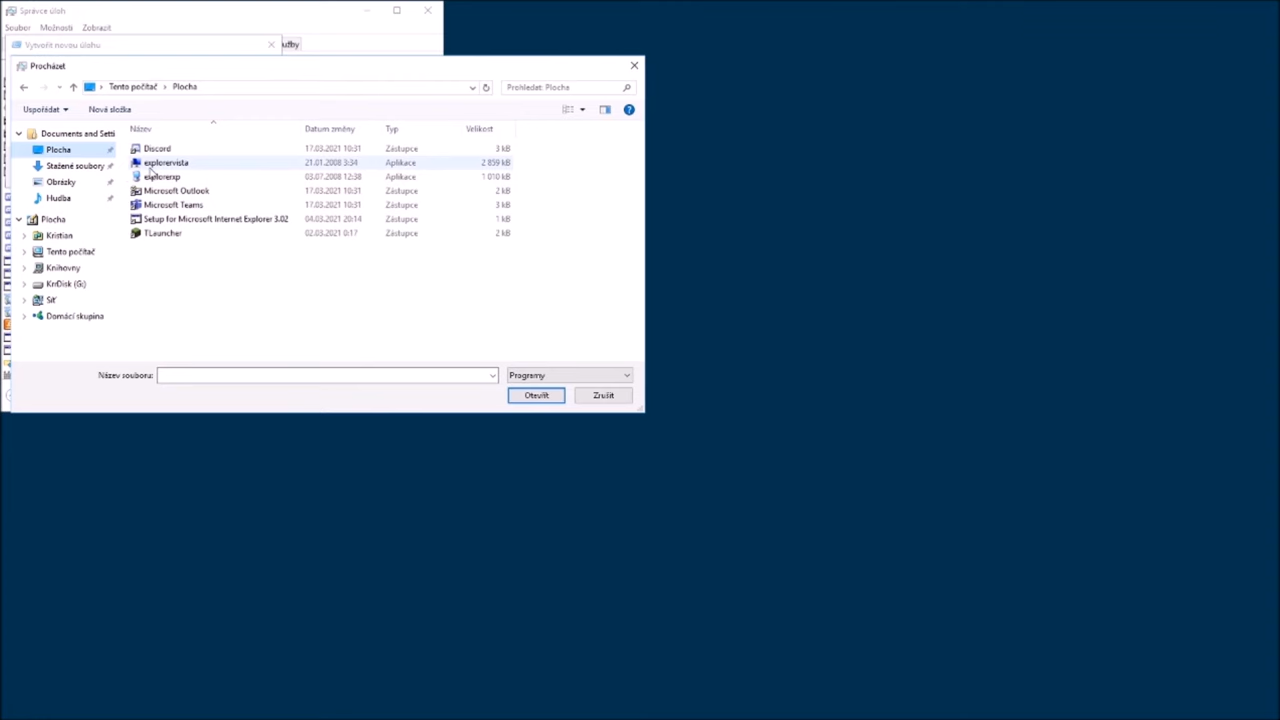 Správce úloh
Soubor Možnosti Zobrazit
Vytvořit novou úlohu
užby
Procházet
Tento počítač Plocha
Prohledat: Plocha
Uspořádat Nová složka
Název Datum změny Typ Velikost
Documents and Setti
Plocha
Stažené soubory
Obrázky
Hudba
Plocha
Kristian
Tento počítač
Knihovny
KrrDisk (G:)
Síť
Domácí skupina
Discord 17.03.2021 10:31 Zástupce 3 kB
explorervista 21.01.2008 3:34 Aplikace 2 859 kB
explorerxp 03.07.2008 12:38 Aplikace 1 010 kB
Microsoft Outlook 17.03.2021 10:31 Zástupce 2 kB
Microsoft Teams 17.03.2021 10:31 Zástupce 3 kB
Setup for Microsoft Internet Explorer 3.02 04.03.2021 20:14 Zástupce 1 kB
TLauncher 02.03.2021 0:17 Zástupce 2 kB
Název souboru:
Programy
Otevřít Zrušit